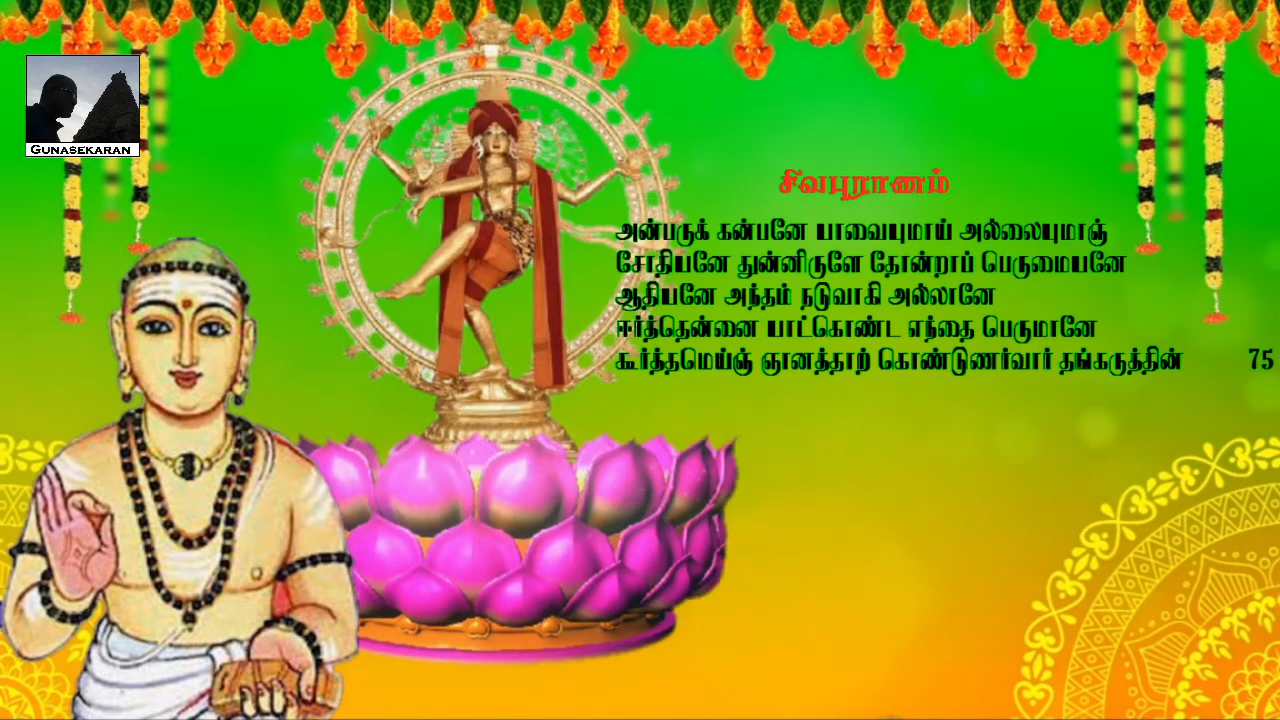 GUNASEKARAN
சிவபுராணம்
அன்பருக் கன்பனே யாவையுமாய் அல்லையுமாஞ்
சோதியனே துன்னிருளே தோன்றாப் பெருமையனே
ஆதியனே அந்தம் நடுவாகி அல்லானே
ஈர்த்தென்னை யாட்கொண்ட எந்தை பெருமானே
கூர்த்தமெய்ஞ் ஞானத்தாற் கொண்டுணர்வார் தங்கருத்தின் 75